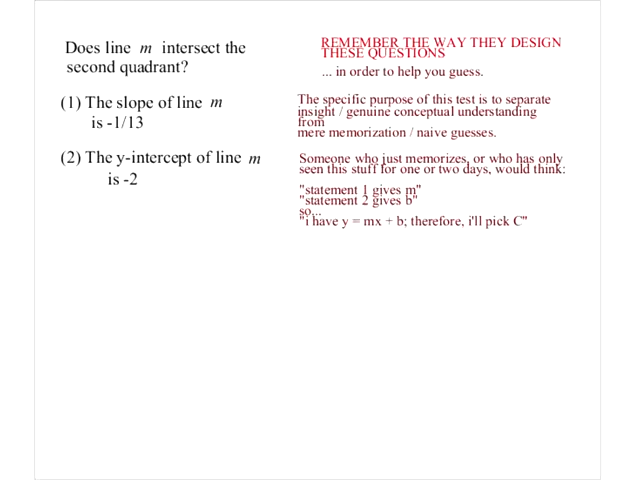 Does line m intersect the
second quadrant?
(1) The slope of line m
is -1/13
(2) The y-intercept of line m
is -2
REMEMBER THE WAY THEY DESIGN
THESE QUESTIONS
... in order to help you guess.
The specific purpose of this test is to separate
insight / genuine conceptual understanding
from
mere memorization / naive guesses.
Someone who just memorizes, or who has only
seen this stuff for one or two days, would think:
"statement 1 gives m"
"statement 2 gives b"
so...
"i have y = mx + b; therefore, i'll pick C"